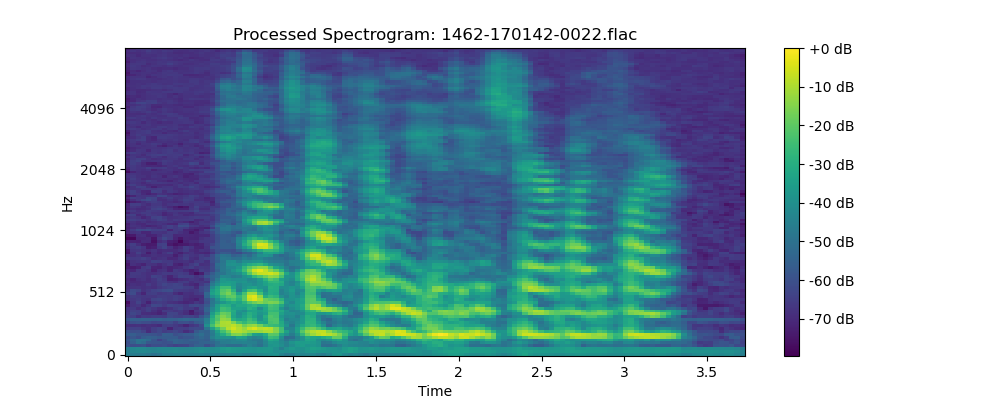 Processed Spectrogram: 1462-170142-0022.flac
Hz
4096
2048
1024
512
0
0
0.5
1
1.5
2
2.5
3
3.5
Time
+0 dB
-10 dB
-20 dB
-30 dB
-40 dB
-50 dB
-60 dB
-70 dB